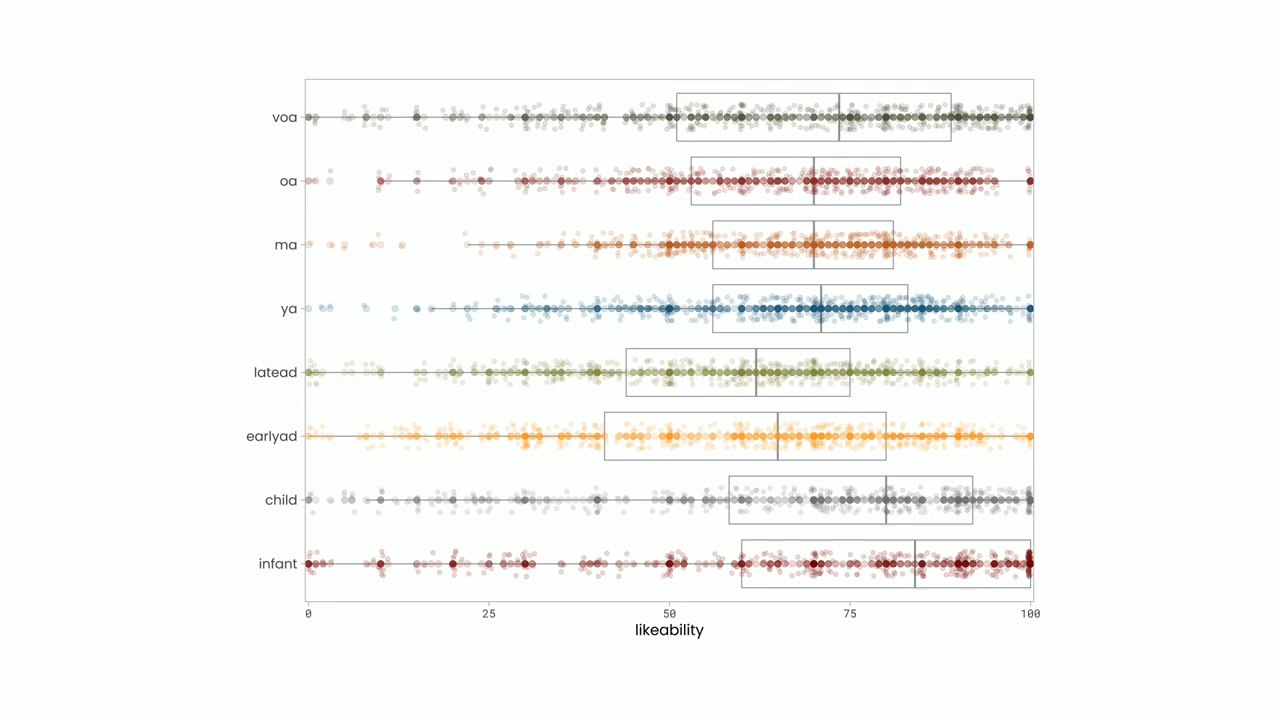 voa
oa
ma
ya
latead
earlyad
child
infant
0 25 50 75 100
likeability